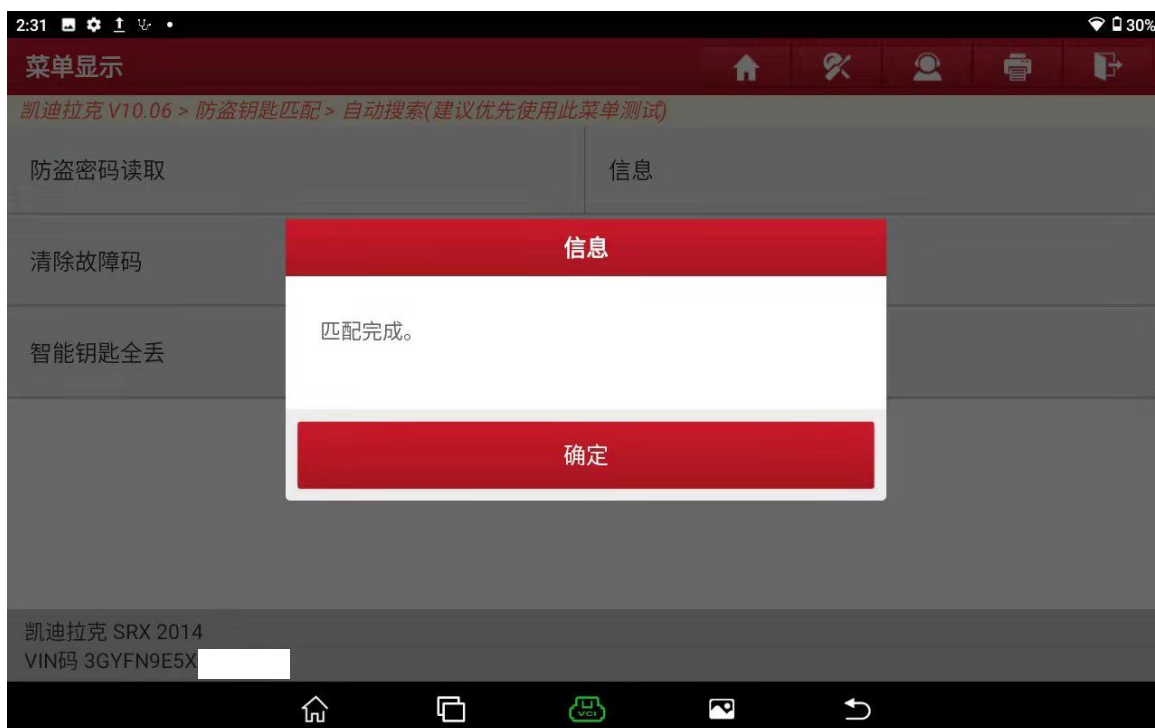 2:31
30%
菜单显示
凯迪拉克 V10.06 > 防盗钥匙匹配 > 自动搜索(建议优先使用此菜单测试)
防盗密码读取
信息
清除故障码
信息
匹配完成。
智能钥匙全丢
确定
凯迪拉克 SRX 2014
VIN码 3GYFN9E5X
VCI